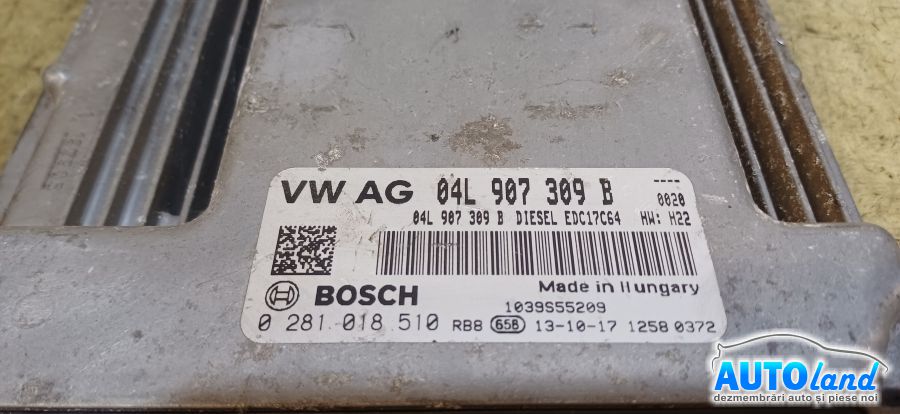 VW AG 04L 907 309 B ----
0020
04L 907 309 B DIESEL EDC17C64 HW: H22
Made in Hungary
BOSCH
1039S55209
0 281 018 510 RB8 658 13-10-17 1258 0372
AUTOland
dezmembrări auto și piese noi